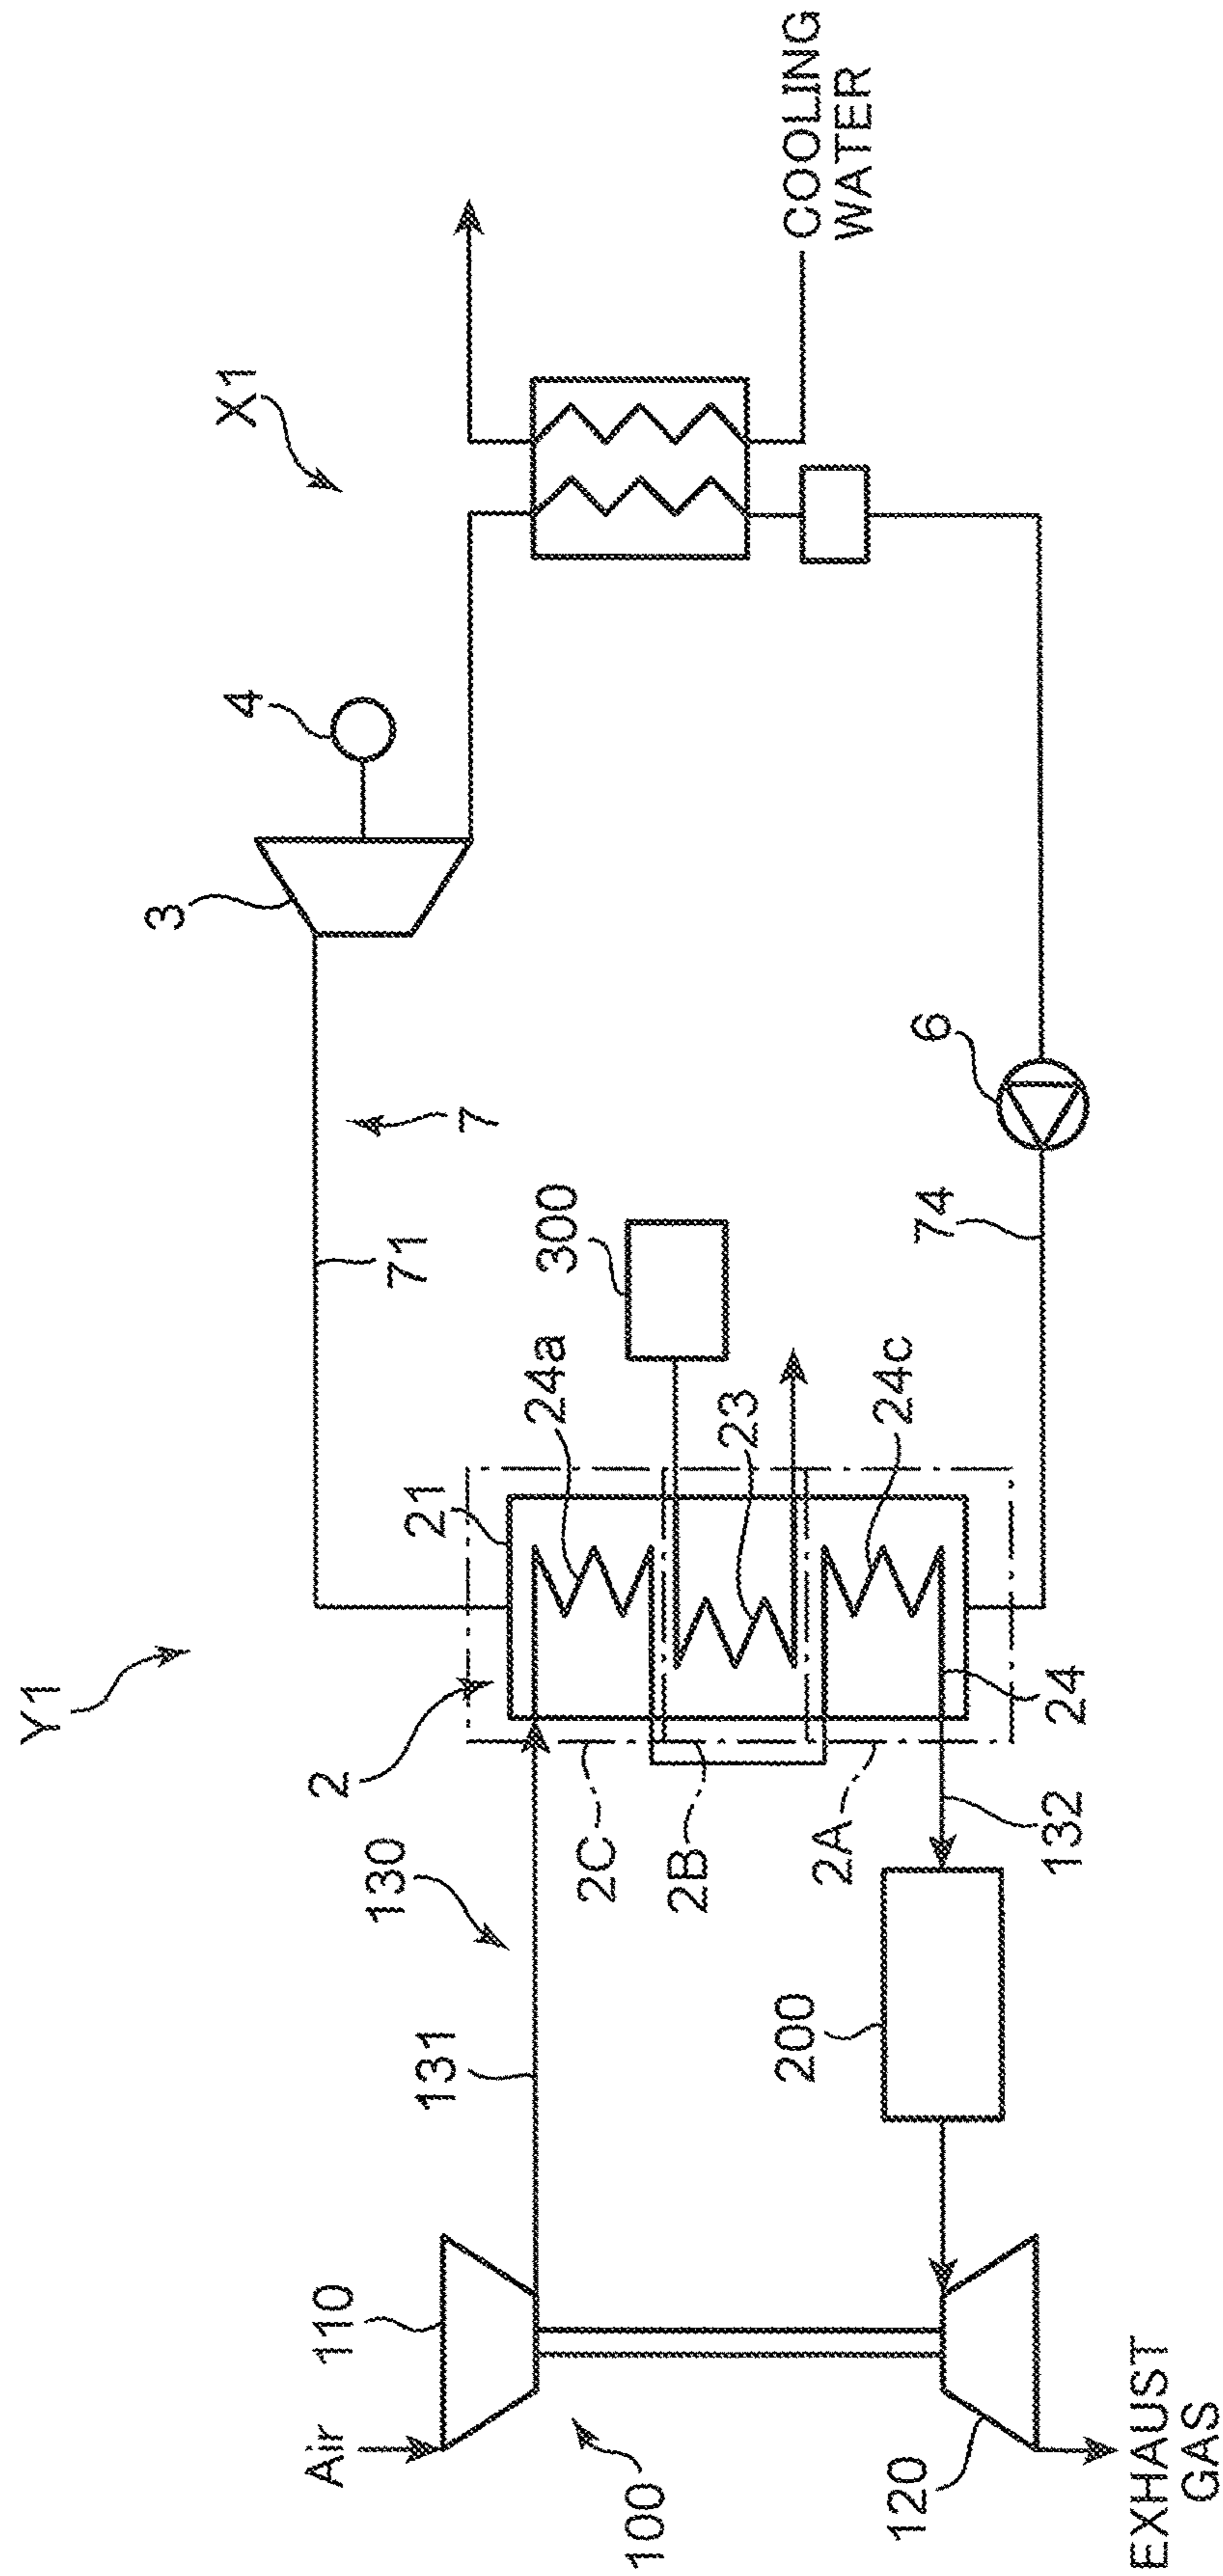 Y1
3
X1
4
Air
110
2
130
71
21
131
7
24a
300
2C
100
2B
23
200
COOLING
WATER
2A
24c
120
6
74
132
24
EXHAUST
GAS